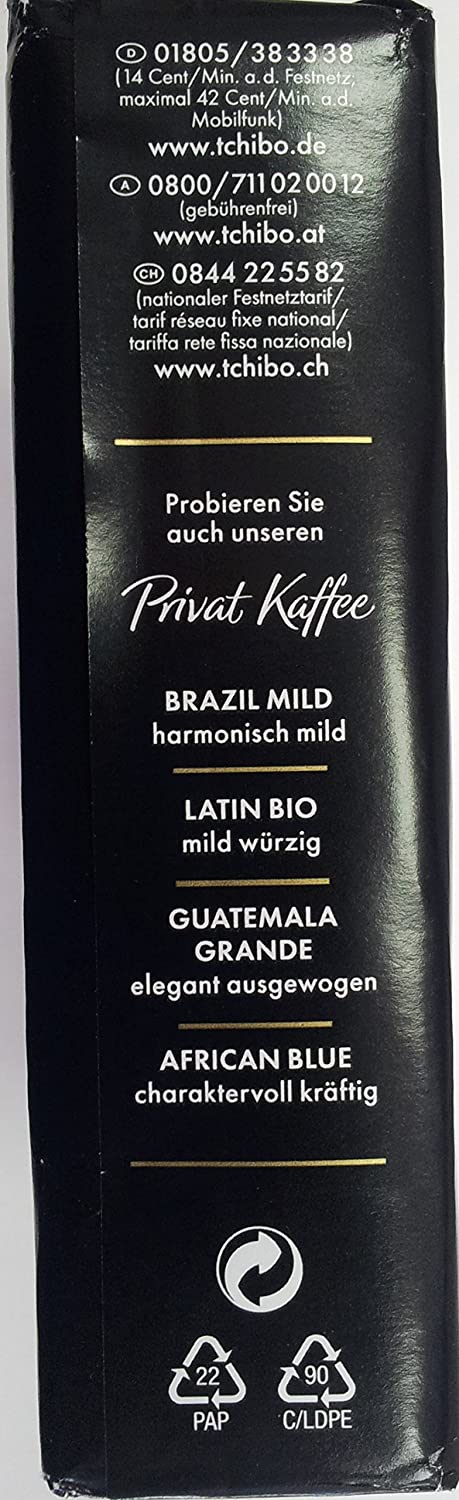 D 01805/38 33 38
(14 Cent/Min. a.d. Festnetz;
maximal 42 Cent/Min. a.d.
Mobilfunk)
www.tchibo.de
A 0800/711 02 00 12
(gebührenfrei)
www.tchibo.at
CH 0844 22 55 82
(nationaler Festnetztarif/
tarif réseau fixe national/
tariffa rete fissa nazionale)
www.tchibo.ch
Probieren Sie
auch unseren
Privat Kaffee
BRAZIL MILD
harmonisch mild
LATIN BIO
mild würzig
GUATEMALA
GRANDE
elegant ausgewogen
AFRICAN BLUE
charaktervoll kräftig
22
PAP
90
C/LDPE